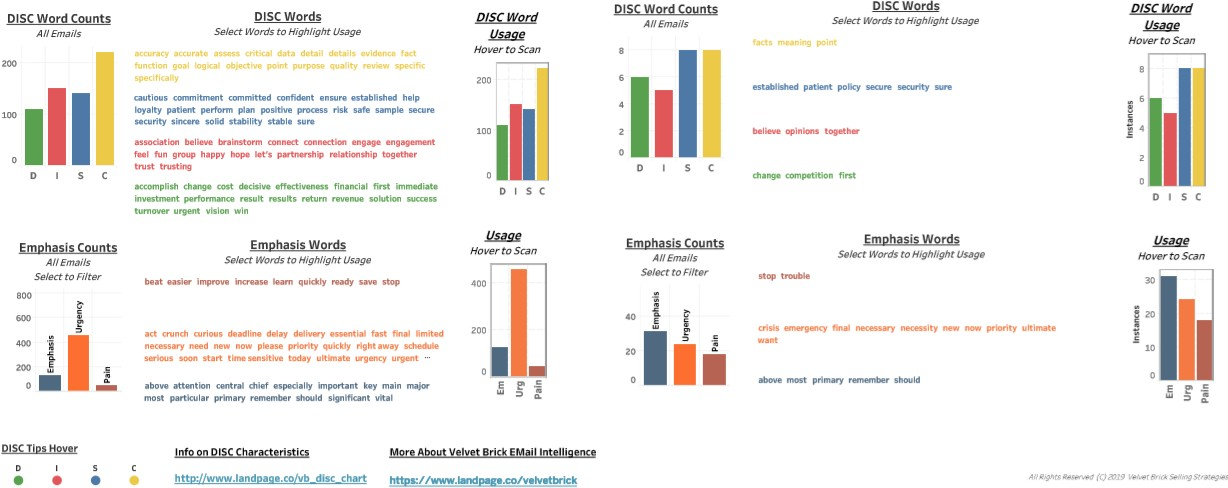 DISC Word Counts
All Emails
200
100
0
D I S C
DISC Words
Select Words to Highlight Usage
accuracy accurate assess critical data detail details evidence fact
function goal logical objective point purpose quality review specific
specifically
cautious commitment committed confident ensure established help
loyalty patient perform plan positive process risk safe sample secure
security sincere solid stability stable sure
association believe brainstorm connect connection engage engagement
feel fun group happy hope let's partnership relationship together
trust trusting
accomplish change cost decisive effectiveness financial first immediate
investment performance result results return revenue solution success
turnover urgent vision win
DISC Word
Usage
Hover to Scan
200
100
0
D I S C
DISC Word Counts
All Emails
8
6
4
2
0
D I S C
DISC Words
Select Words to Highlight Usage
facts meaning point
established patient policy secure security sure
believe opinions together
change competition first
DISC Word
Usage
Hover to Scan
Instances
8
6
4
2
0
D I S C
Emphasis Counts
All Emails
Select to Filter
800
600
400
200
0
Emphasis
Urgency
Pain
Emphasis Words
Select Words to Highlight Usage
beat easier improve increase learn quickly ready save stop
act crunch curious deadline delay delivery essential fast final limited
necessary need new now please priority quickly right away schedule
serious soon start time sensitive today ultimate urgency urgent ...
above attention central chief especially important key main major
most particular primary remember should significant vital
Usage
Hover to Scan
400
200
0
Em
Urg
Pain
Emphasis Counts
All Emails
Select to Filter
40
20
0
Emphasis
Urgency
Pain
Emphasis Words
Select Words to Highlight Usage
stop trouble
crisis emergency final necessary necessity new now priority ultimate
want
above most primary remember should
Usage
Hover to Scan
Instances
30
20
10
0
Em
Urg
Pain
DISC Tips Hover
D I S C
Info on DISC Characteristics
http://www.landpage.co/vb_disc_chart
More About Velvet Brick EMail Intelligence
https://www.landpage.co/velvetbrick
All Rights Reserved (C) 2019 Velvet Brick Selling Strategies